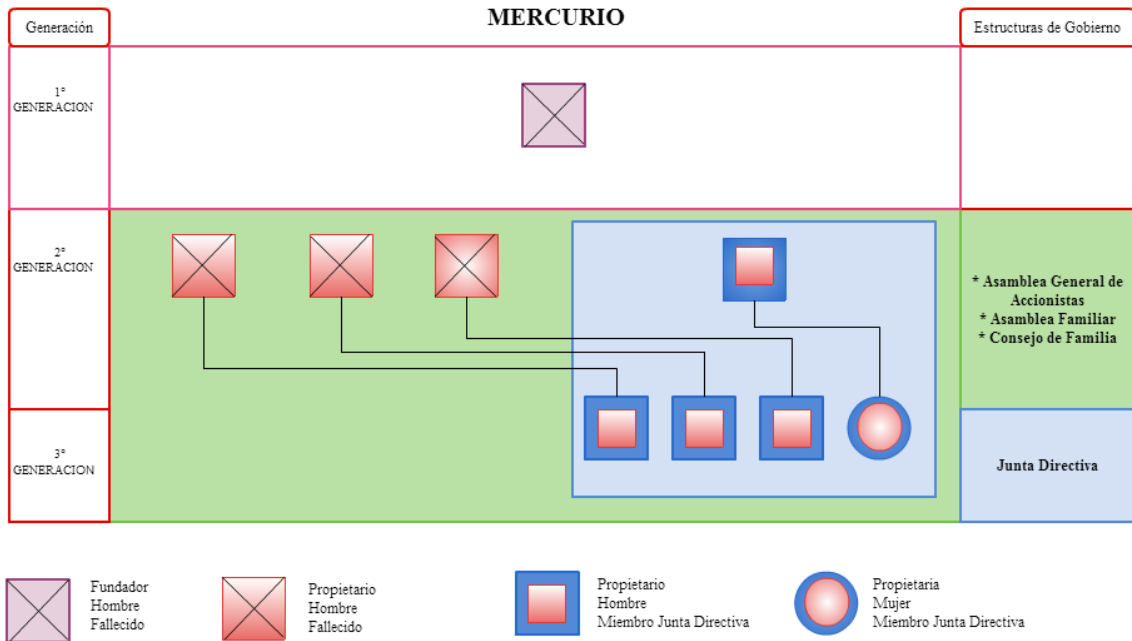 MERCURIO
Generación
Estructuras de Gobierno
1°
GENERACION
2°
GENERACION
* Asamblea General de
Accionistas
* Asamblea Familiar
* Consejo de Familia
3°
GENERACION
Junta Directiva
Fundador
Hombre
Fallecido
Propietario
Hombre
Fallecido
Propietario
Hombre
Miembro Junta Directiva
Propietaria
Mujer
Miembro Junta Directiva